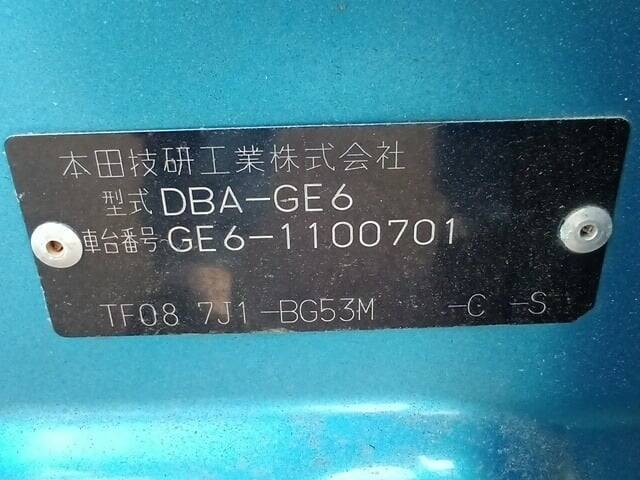 本田技研工業株式会社
型式 DBA-GE6
車台番号 GE6-1100701
TF08 7J1 -BG53M -C -S